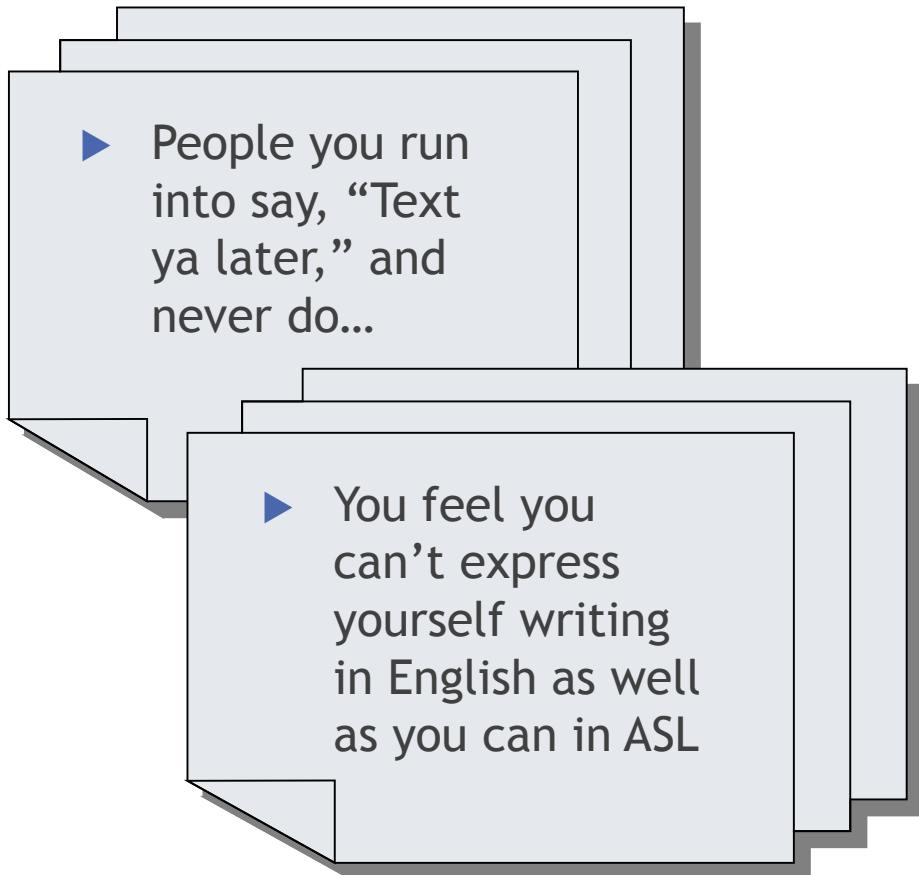 People you run
into say, “Text
ya later,” and
never do…
You feel you
can’t express
yourself writing
in English as well
as you can in ASL